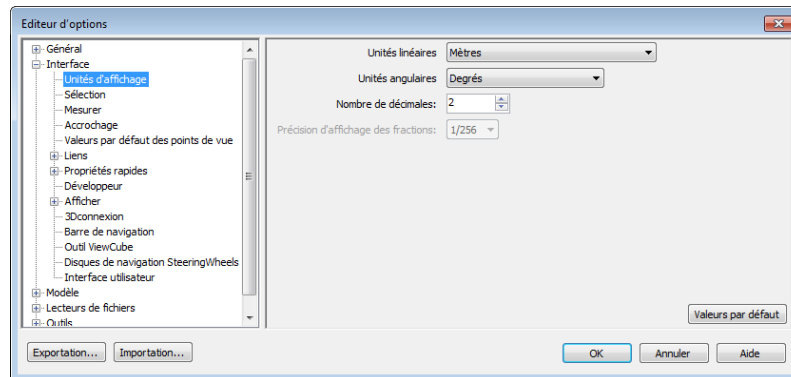 Editeur d'options
Général
Interface
Unités d'affichage
Sélection
Mesurer
Accrochage
Valeurs par défaut des points de vue
Liens
Propriétés rapides
Développeur
Afficher
3Dconnexion
Barre de navigation
Outil ViewCube
Disques de navigation SteeringWheels
Interface utilisateur
Modèle
Lecteurs de fichiers
Outils
Unités linéaires Mètres
Unités angulaires Degrés
Nombre de décimales: 2
Précision d'affichage des fractions: 1/256
Valeurs par défaut
Exportation... Importation... OK Annuler Aide